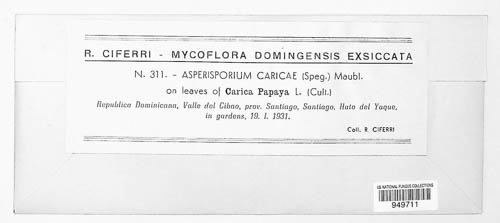 R. CIFERRI - MYCOFLORA DOMINGENSIS EXSICCATA
N. 311. - ASPERISPORIUM CARICAE (Speg.) Maubl.
on leaves of Carica Papaya L. (Cult.)
Republica Dominicana, Valle del Cibao, prov. Santiago, Santiago, Hato del Yaque,
in gardens, 19. I. 1931.
Coll. R. CIFERRI
US NATIONAL FUNGUS COLLECTIONS
949711